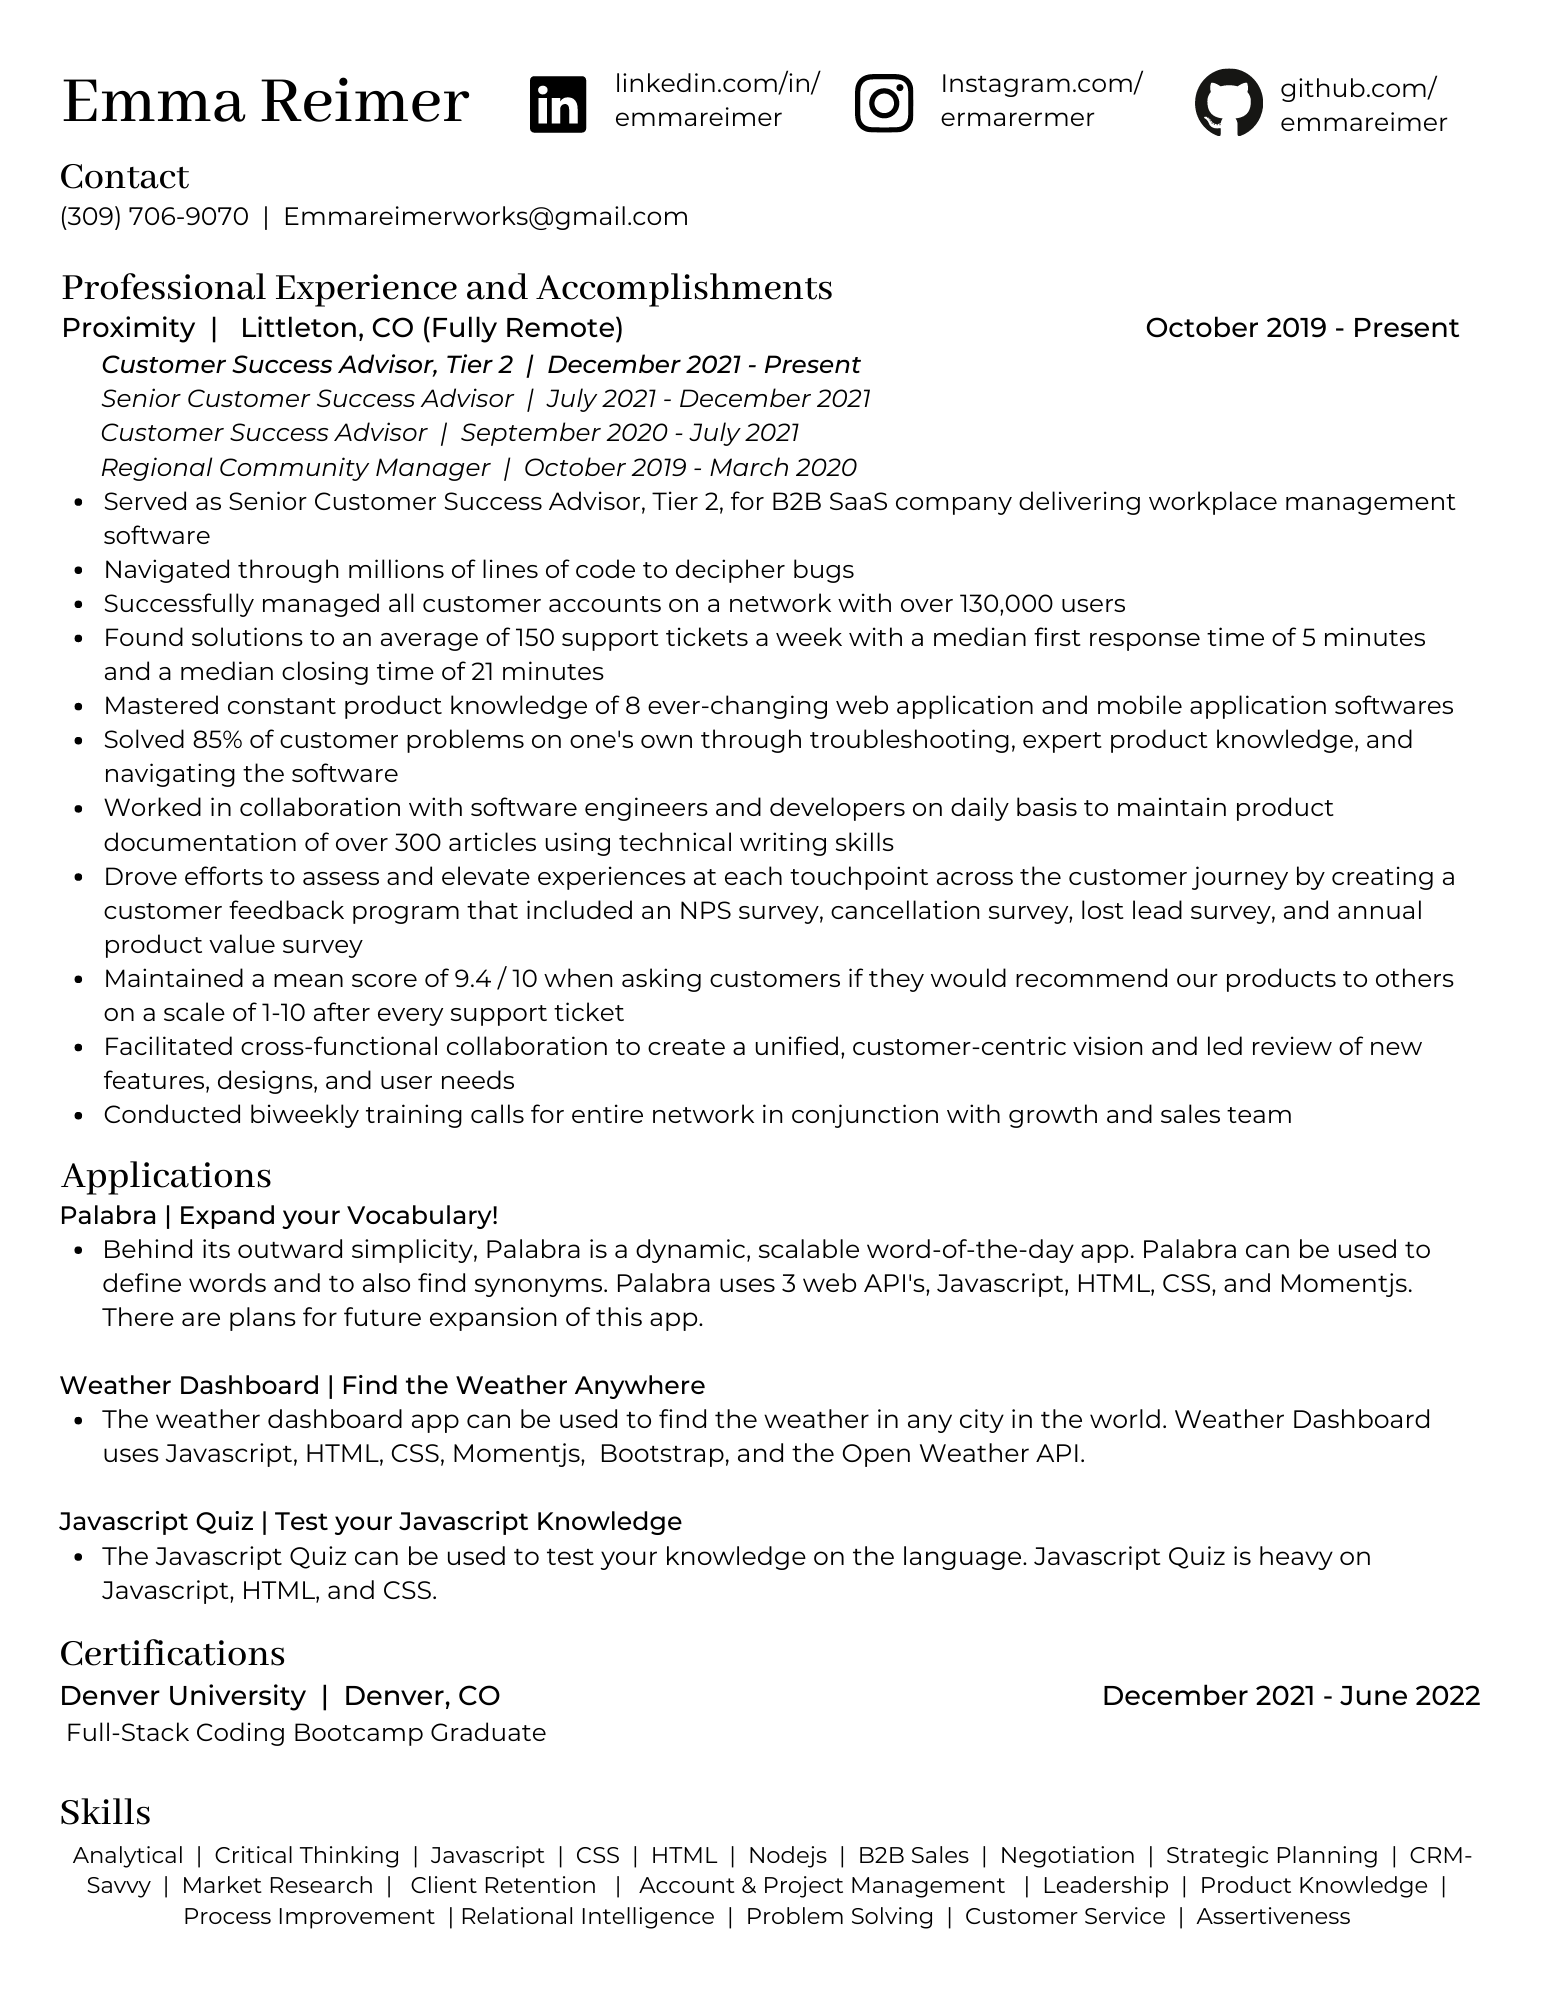 Emma Reimer
linkedin.com/in/
emmareimer
Instagram.com/
ermarermer
github.com/
emmareimer
Contact
(309) 706-9070 | Emmareimerworks@gmail.com
Professional Experience and Accomplishments
Proximity | Littleton, CO (Fully Remote) October 2019 - Present
Customer Success Advisor, Tier 2 | December 2021 - Present
Senior Customer Success Advisor | July 2021 - December 2021
Customer Success Advisor | September 2020 - July 2021
Regional Community Manager | October 2019 - March 2020
• Served as Senior Customer Success Advisor, Tier 2, for B2B SaaS company delivering workplace management
software
• Navigated through millions of lines of code to decipher bugs
• Successfully managed all customer accounts on a network with over 130,000 users
• Found solutions to an average of 150 support tickets a week with a median first response time of 5 minutes
and a median closing time of 21 minutes
• Mastered constant product knowledge of 8 ever-changing web application and mobile application softwares
• Solved 85% of customer problems on one's own through troubleshooting, expert product knowledge, and
navigating the software
• Worked in collaboration with software engineers and developers on daily basis to maintain product
documentation of over 300 articles using technical writing skills
• Drove efforts to assess and elevate experiences at each touchpoint across the customer journey by creating a
customer feedback program that included an NPS survey, cancellation survey, lost lead survey, and annual
product value survey
• Maintained a mean score of 9.4 / 10 when asking customers if they would recommend our products to others
on a scale of 1-10 after every support ticket
• Facilitated cross-functional collaboration to create a unified, customer-centric vision and led review of new
features, designs, and user needs
• Conducted biweekly training calls for entire network in conjunction with growth and sales team
Applications
Palabra | Expand your Vocabulary!
• Behind its outward simplicity, Palabra is a dynamic, scalable word-of-the-day app. Palabra can be used to
define words and to also find synonyms. Palabra uses 3 web API's, Javascript, HTML, CSS, and Momentjs.
There are plans for future expansion of this app.
Weather Dashboard | Find the Weather Anywhere
• The weather dashboard app can be used to find the weather in any city in the world. Weather Dashboard
uses Javascript, HTML, CSS, Momentjs, Bootstrap, and the Open Weather API.
Javascript Quiz | Test your Javascript Knowledge
• The Javascript Quiz can be used to test your knowledge on the language. Javascript Quiz is heavy on
Javascript, HTML, and CSS.
Certifications
Denver University | Denver, CO December 2021 - June 2022
Full-Stack Coding Bootcamp Graduate
Skills
Analytical | Critical Thinking | Javascript | CSS | HTML | Nodejs | B2B Sales | Negotiation | Strategic Planning | CRM-
Savvy | Market Research | Client Retention | Account & Project Management | Leadership | Product Knowledge |
Process Improvement | Relational Intelligence | Problem Solving | Customer Service | Assertiveness